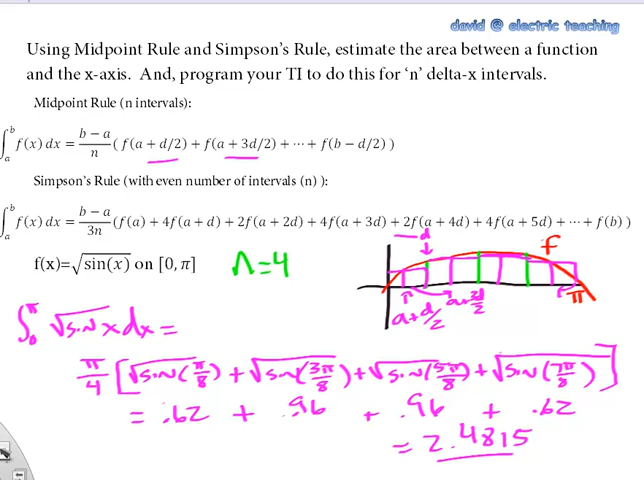 david @ electric teaching
Using Midpoint Rule and Simpson's Rule, estimate the area between a function
and the x-axis. And, program your TI to do this for 'n' delta-x intervals.
Midpoint Rule (n intervals):
∫_a^b f(x) dx = (b − a)/n ( f(a + d/2) + f(a + 3d/2) + ⋯ + f(b − d/2) )
Simpson's Rule (with even number of intervals (n) ):
∫_a^b f(x) dx = (b − a)/3n (f(a) + 4f(a + d) + 2f(a + 2d) + 4f(a + 3d) + 2f(a + 4d) + 4f(a + 5d) + ⋯ + f(b) )
f(x)=√sin(x) on [0, π]
n=4
d
f
π
a+d/2
a+3d/2
∫_0^π √sin x dx =
π/4 [√sin(π/8) + √sin(3π/8) + √sin(5π/8) + √sin(7π/8)]
= .62 + .96 + .96 + .62
= 2.4815